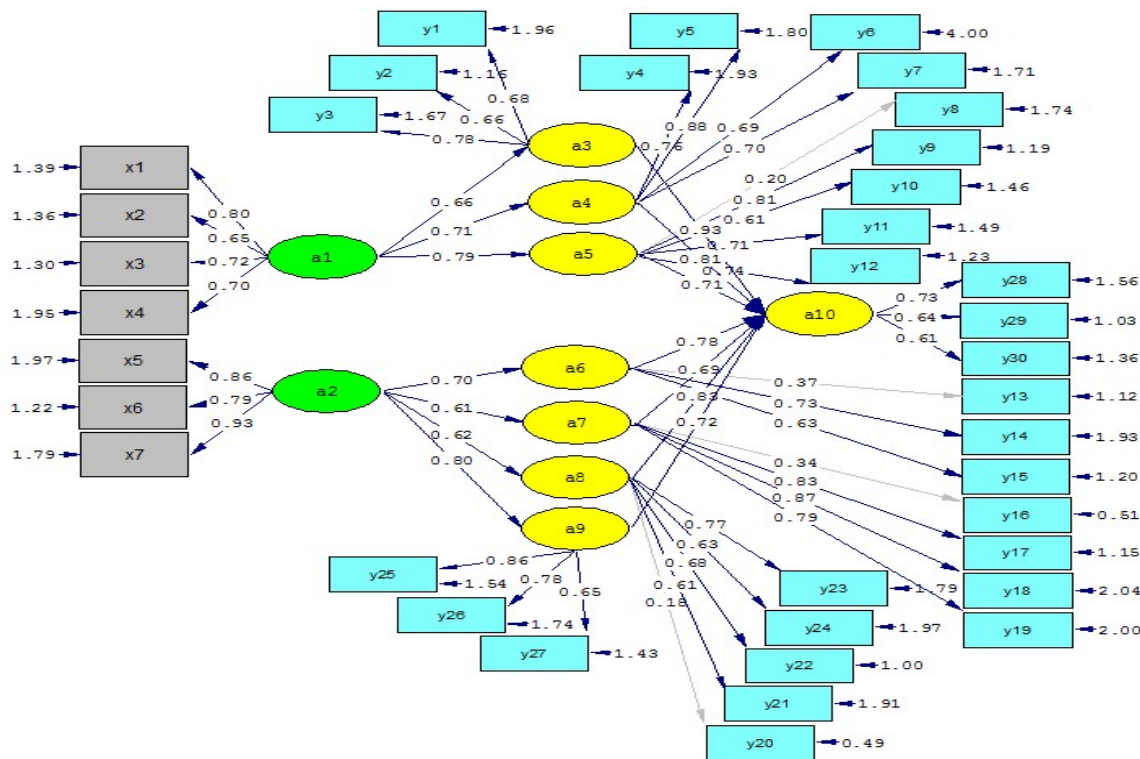 y1 1.96
y2 1.16
y3 1.67
y5 1.80
y6 4.00
y4 1.93
y7 1.71
y8 1.74
y9 1.19
y10 1.46
y11 1.49
y12 1.23
0.68
0.66
0.78
0.88
0.76
0.69
0.70
0.20
0.81
0.61
0.71
0.74
1.39 x1
1.36 x2
1.30 x3
1.95 x4
1.97 x5
1.22 x6
1.79 x7
0.80
0.65
0.72
0.70
0.86
0.79
0.93
a1
a2
0.66
0.71
0.79
0.70
0.61
0.62
0.80
a3
a4
a5
a6
a7
a8
a9
0.93
0.81
0.71
0.78
0.69
0.83
0.72
a10
0.73
0.64
0.61
y28 1.56
y29 1.03
y30 1.36
0.37
0.73
0.63
y13 1.12
y14 1.93
y15 1.20
0.34
0.83
0.87
0.79
y16 0.51
y17 1.15
y18 2.04
y19 2.00
0.77
0.63
0.68
0.61
0.18
y23 1.79
y24 1.97
y22 1.00
y21 1.91
y20 0.49
0.86
0.78
0.65
y25 1.54
y26 1.74
y27 1.43